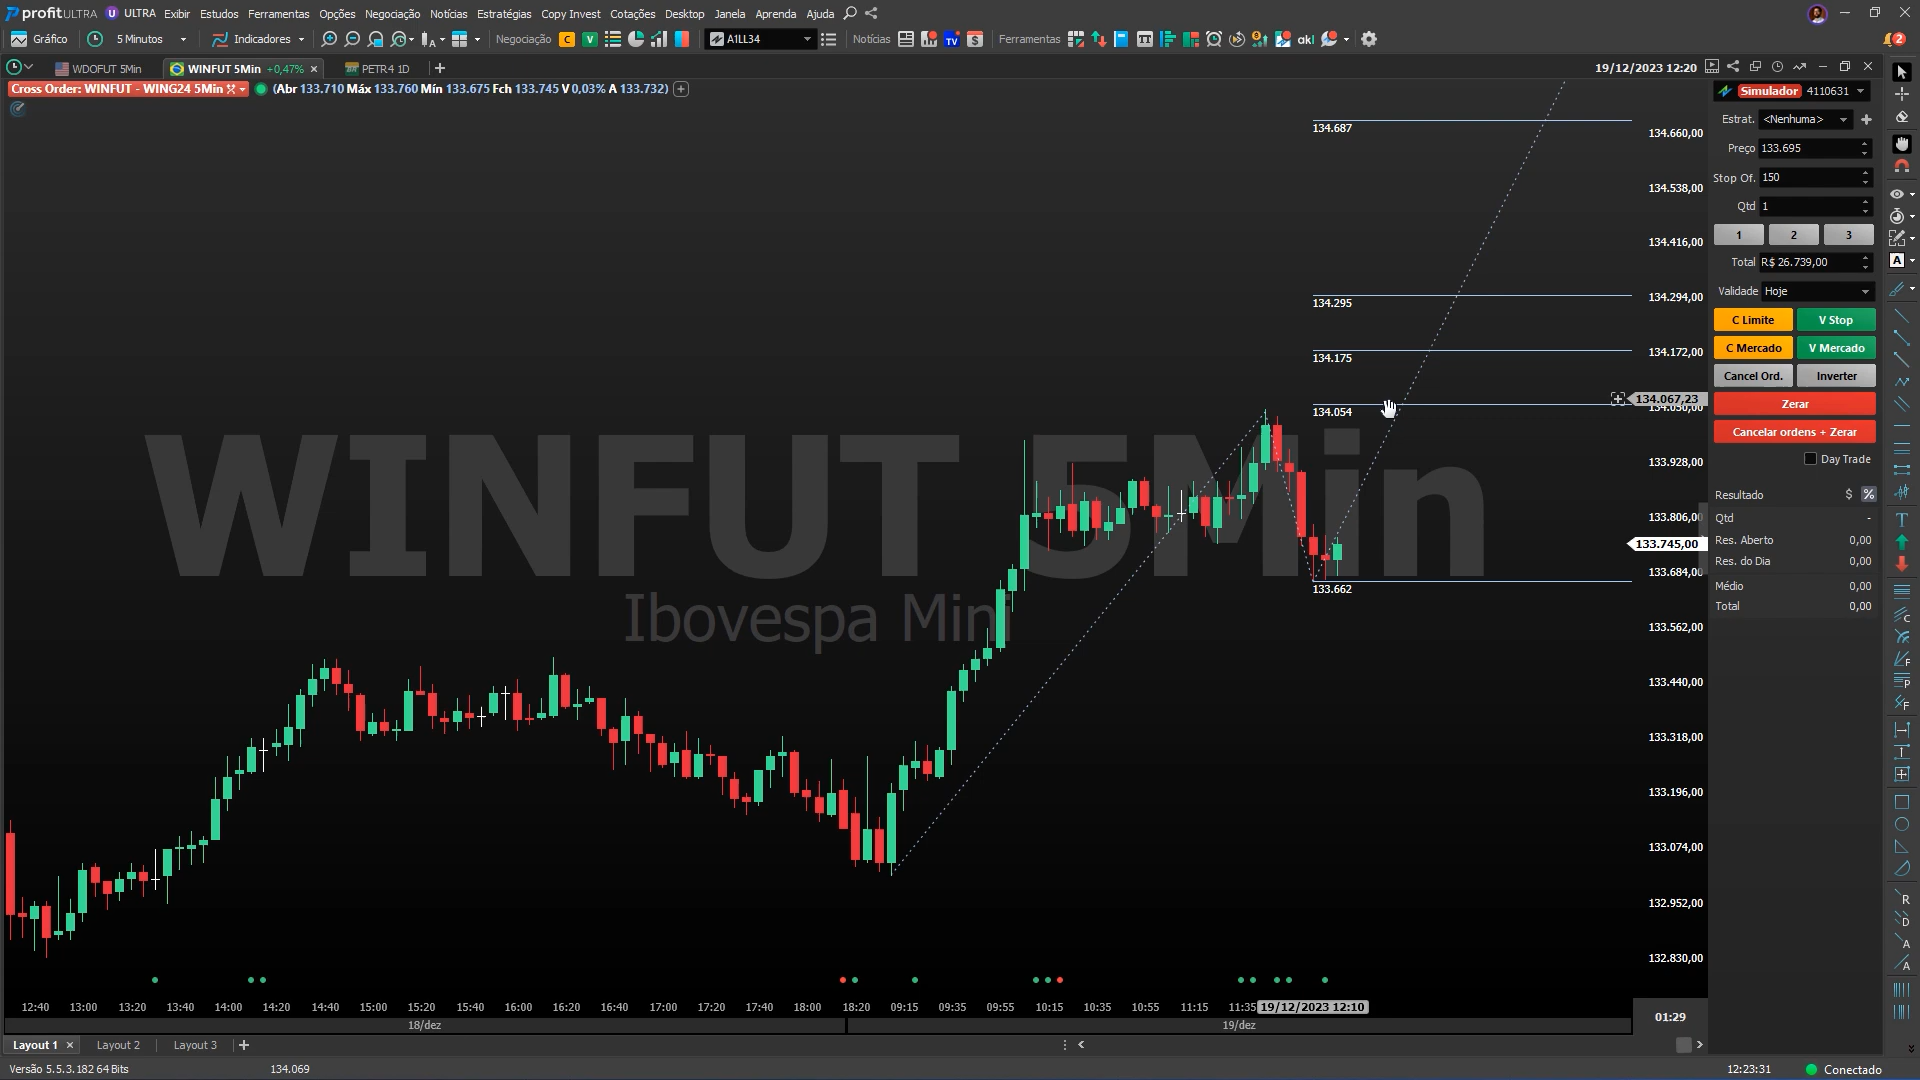 profitULTRA U ULTRA Exibir Estudos Ferramentas Opções Negociação Notícias Estratégias Copy Invest Cotações Desktop Janela Aprenda Ajuda
Gráfico 5 Minutos Indicadores Negociação C V A1LL34 Notícias TV Ferramentas akl 2
WDOFUT 5Min WINFUT 5Min +0,47% × PETR4 1D + 19/12/2023 12:20
Cross Order: WINFUT - WING24 5Min (Abr 133.710 Máx 133.760 Mín 133.675 Fch 133.745 V 0,03% A 133.732)
Simulador 4110631
Estrat. <Nenhuma>
Preço 133.695
Stop Of. 150
Qtd 1
1 2 3
Total R$ 26.739,00
Validade Hoje
C Limite V Stop
C Mercado V Mercado
Cancel Ord. Inverter
Zerar
Cancelar ordens + Zerar
Day Trade
Resultado $ %
Qtd -
Res. Aberto 0,00
Res. do Dia 0,00
Médio 0,00
Total 0,00
134.687
134.295
134.175
134.054
133.662
WINFUT 5Min
Ibovespa Mini
134.660,00
134.538,00
134.416,00
134.294,00
134.172,00
134.067,23
134.050,00
133.928,00
133.806,00
133.745,00
133.684,00
133.562,00
133.440,00
133.318,00
133.196,00
133.074,00
132.952,00
132.830,00
12:40 13:00 13:20 13:40 14:00 14:20 14:40 15:00 15:20 15:40 16:00 16:20 16:40 17:00 17:20 17:40 18:00 18:20 09:15 09:35 09:55 10:15 10:35 10:55 11:15 11:35 19/12/2023 12:10
01:29
18/dez 19/dez
Layout 1 × Layout 2 Layout 3 +
Versão 5.5.3.182 64 Bits 134.069 12:23:31 Conectado